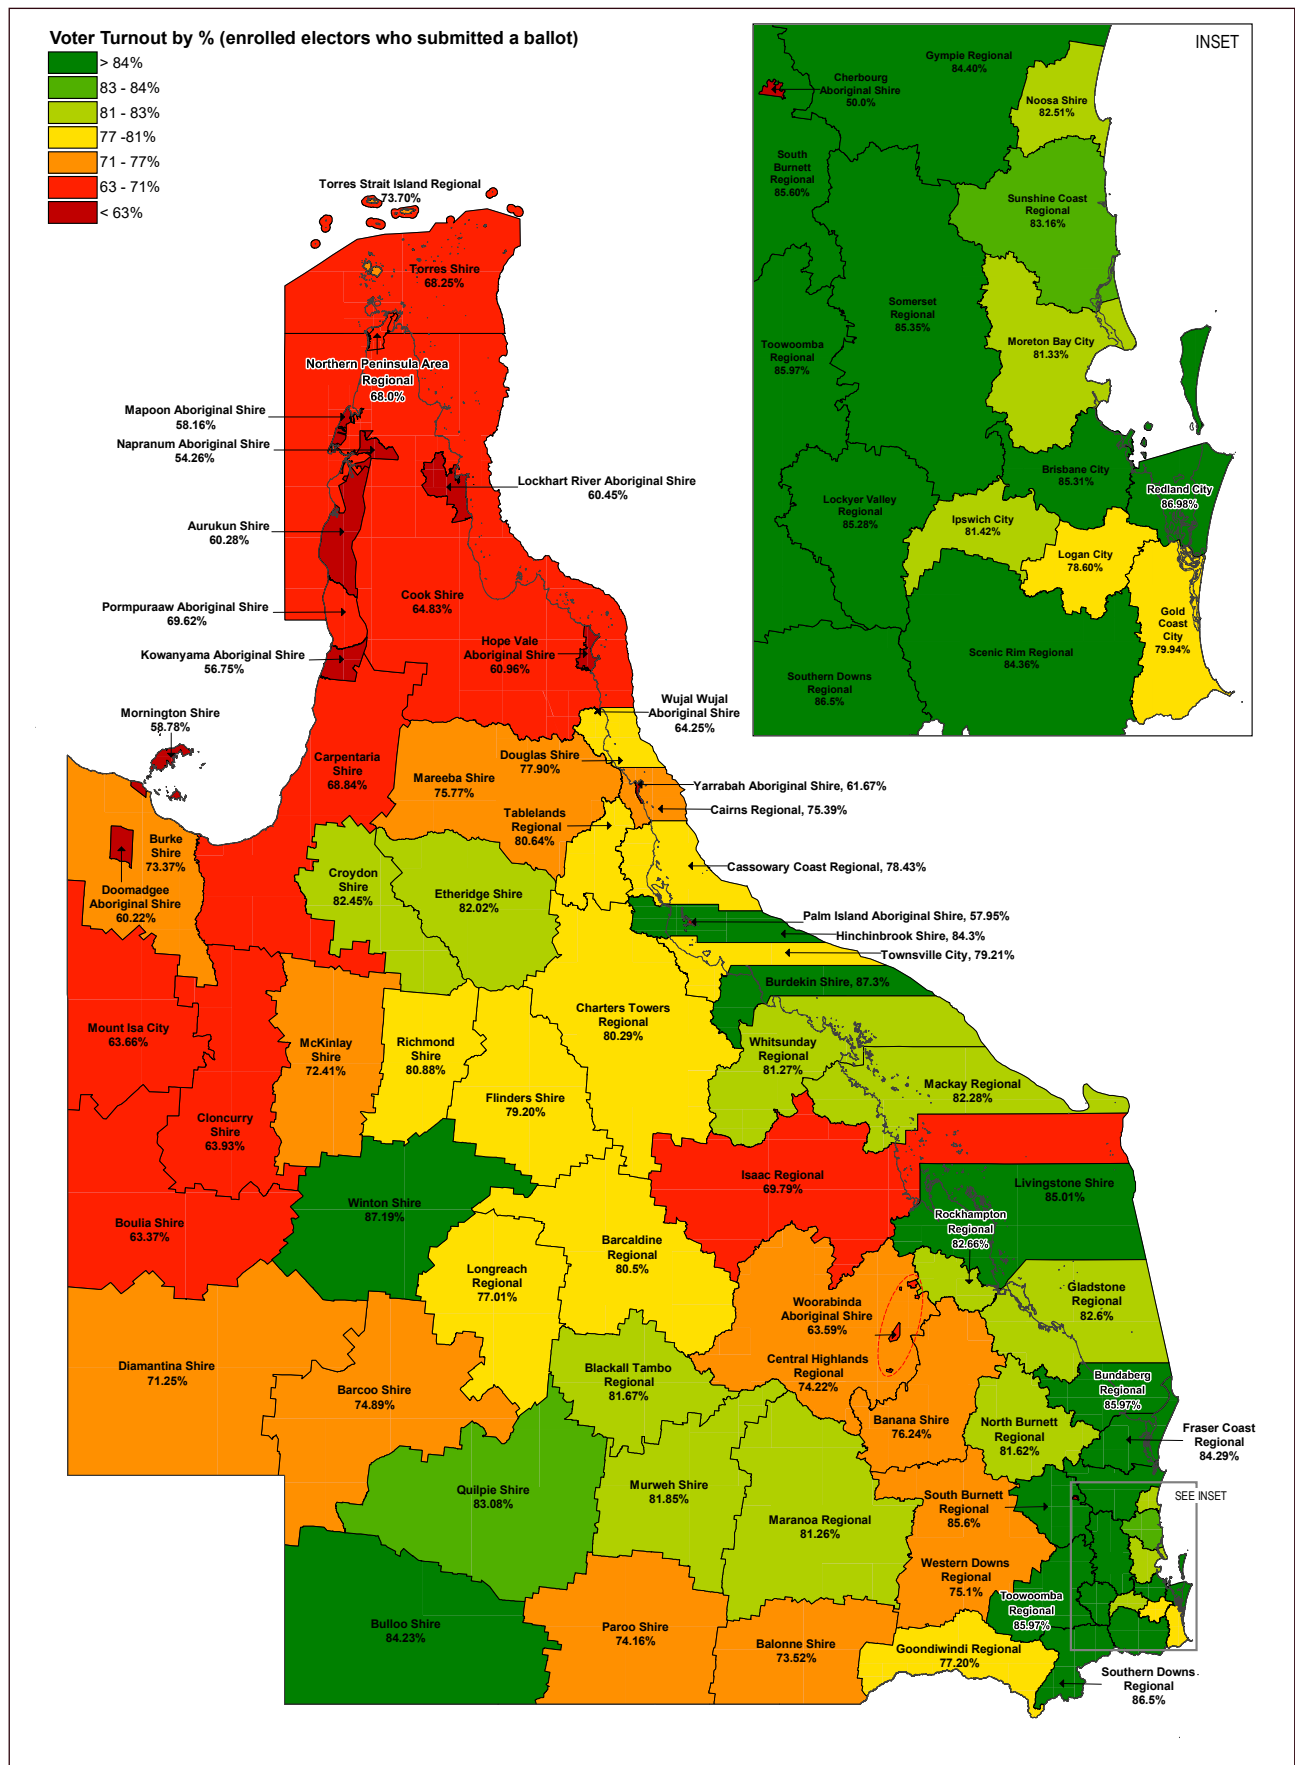 Voter Turnout by % (enrolled electors who submitted a ballot)
> 84%
83 - 84%
81 - 83%
77 -81%
71 - 77%
63 - 71%
< 63%
INSET
Gympie Regional
84.40%
Cherbourg
Aboriginal Shire
50.0%
Noosa Shire
82.51%
South
Burnett
Regional
85.60%
Sunshine Coast
Regional
83.16%
Somerset
Regional
85.35%
Toowoomba
Regional
85.97%
Moreton Bay City
81.33%
Brisbane City
85.31%
Redland City
86.98%
Lockyer Valley
Regional
85.28%
Ipswich City
81.42%
Logan City
78.60%
Gold
Coast
City
79.94%
Scenic Rim Regional
84.36%
Southern Downs
Regional
86.5%
Torres Strait Island Regional
73.70%
Torres Shire
68.25%
Northern Peninsula Area
Regional
68.0%
Mapoon Aboriginal Shire
58.16%
Napranum Aboriginal Shire
54.26%
Lockhart River Aboriginal Shire
60.45%
Aurukun Shire
60.28%
Cook Shire
64.83%
Pormpuraaw Aboriginal Shire
69.62%
Hope Vale
Aboriginal Shire
60.96%
Kowanyama Aboriginal Shire
56.75%
Wujal Wujal
Aboriginal Shire
64.25%
Mornington Shire
58.78%
Carpentaria
Shire
68.84%
Mareeba Shire
75.77%
Douglas Shire
77.90%
Yarrabah Aboriginal Shire, 61.67%
Cairns Regional, 75.39%
Tablelands
Regional
80.64%
Burke
Shire
73.37%
Doomadgee
Aboriginal Shire
60.22%
Croydon
Shire
82.45%
Etheridge Shire
82.02%
Cassowary Coast Regional, 78.43%
Palm Island Aboriginal Shire, 57.95%
Hinchinbrook Shire, 84.3%
Townsville City, 79.21%
Burdekin Shire, 87.3%
Charters Towers
Regional
80.29%
Mount Isa City
63.66%
McKinlay
Shire
72.41%
Richmond
Shire
80.88%
Whitsunday
Regional
81.27%
Flinders Shire
79.20%
Mackay Regional
82.28%
Cloncurry
Shire
63.93%
Isaac Regional
69.79%
Livingstone Shire
85.01%
Winton Shire
87.19%
Boulia Shire
63.37%
Rockhampton
Regional
82.66%
Barcaldine
Regional
80.5%
Longreach
Regional
77.01%
Gladstone
Regional
82.6%
Woorabinda
Aboriginal Shire
63.59%
Diamantina Shire
71.25%
Central Highlands
Regional
74.22%
Blackall Tambo
Regional
81.67%
Bundaberg
Regional
85.97%
Barcoo Shire
74.89%
Banana Shire
76.24%
North Burnett
Regional
81.62%
Fraser Coast
Regional
84.29%
Quilpie Shire
83.08%
Murweh Shire
81.85%
South Burnett
Regional
85.6%
SEE INSET
Maranoa Regional
81.26%
Western Downs
Regional
75.1%
Toowoomba
Regional
85.97%
Bulloo Shire
84.23%
Paroo Shire
74.16%
Balonne Shire
73.52%
Goondiwindi Regional
77.20%
Southern Downs
Regional
86.5%